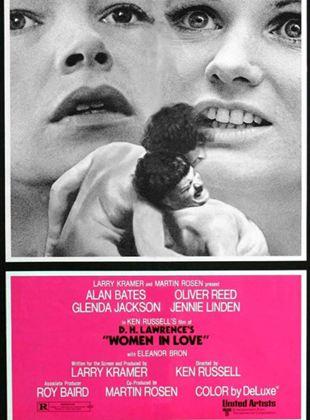 LARRY KRAMER AND MARTIN ROSEN present
ALAN BATES OLIVER REED
GLENDA JACKSON JENNIE LINDEN
in KEN RUSSELL'S film of
D. H. LAWRENCE'S
"WOMEN IN LOVE"
with ELEANOR BRON
Written for the Screen and Produced by Directed by
LARRY KRAMER KEN RUSSELL
Associate Producer Co-Produced by
ROY BAIRD MARTIN ROSEN COLOR by DeLuxe®
R United Artists